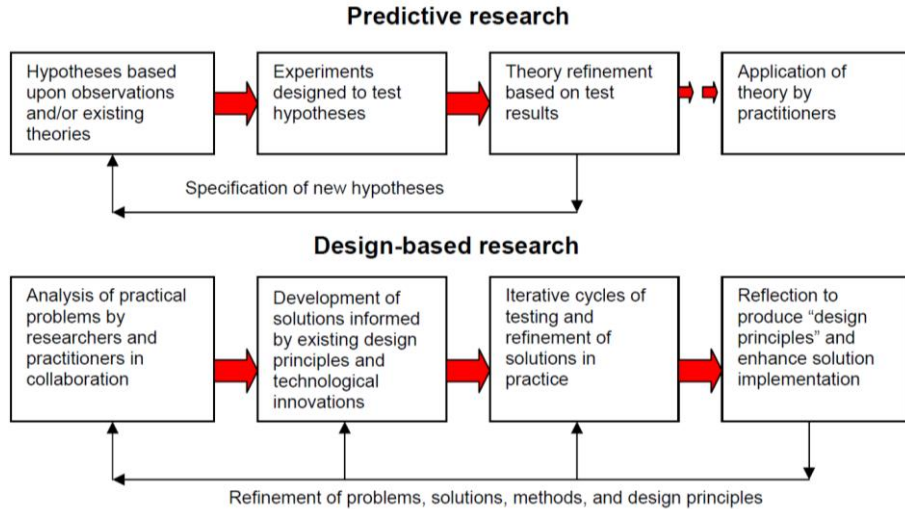 Predictive research
Hypotheses based
upon observations
and/or existing
theories
Experiments
designed to test
hypotheses
Theory refinement
based on test
results
Application of
theory by
practitioners
Specification of new hypotheses
Design-based research
Analysis of practical
problems by
researchers and
practitioners in
collaboration
Development of
solutions informed
by existing design
principles and
technological
innovations
Iterative cycles of
testing and
refinement of
solutions in
practice
Reflection to
produce “design
principles” and
enhance solution
implementation
Refinement of problems, solutions, methods, and design principles